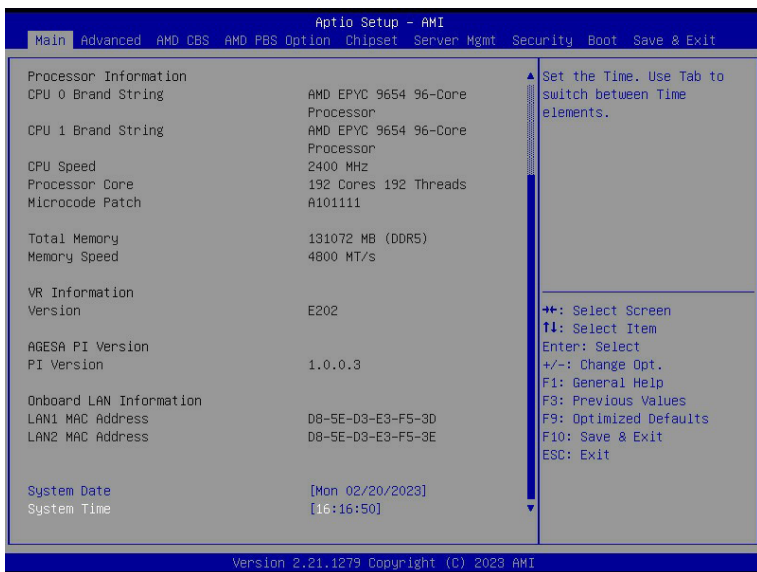 Aptio Setup - AMI
Main Advanced AMD CBS AMD PBS Option Chipset Server Mgmt Security Boot Save & Exit
Processor Information
CPU 0 Brand String AMD EPYC 9654 96-Core
Processor
CPU 1 Brand String AMD EPYC 9654 96-Core
Processor
CPU Speed 2400 MHz
Processor Core 192 Cores 192 Threads
Microcode Patch A101111
Total Memory 131072 MB (DDR5)
Memory Speed 4800 MT/s
VR Information
Version E202
AGESA PI Version
PI Version 1.0.0.3
Onboard LAN Information
LAN1 MAC Address D8-5E-D3-E3-F5-3D
LAN2 MAC Address D8-5E-D3-E3-F5-3E
System Date [Mon 02/20/2023]
System Time [16:16:50]
Set the Time. Use Tab to
switch between Time
elements.
→←: Select Screen
↑↓: Select Item
Enter: Select
+/-: Change Opt.
F1: General Help
F3: Previous Values
F9: Optimized Defaults
F10: Save & Exit
ESC: Exit
Version 2.21.1279 Copyright (C) 2023 AMI